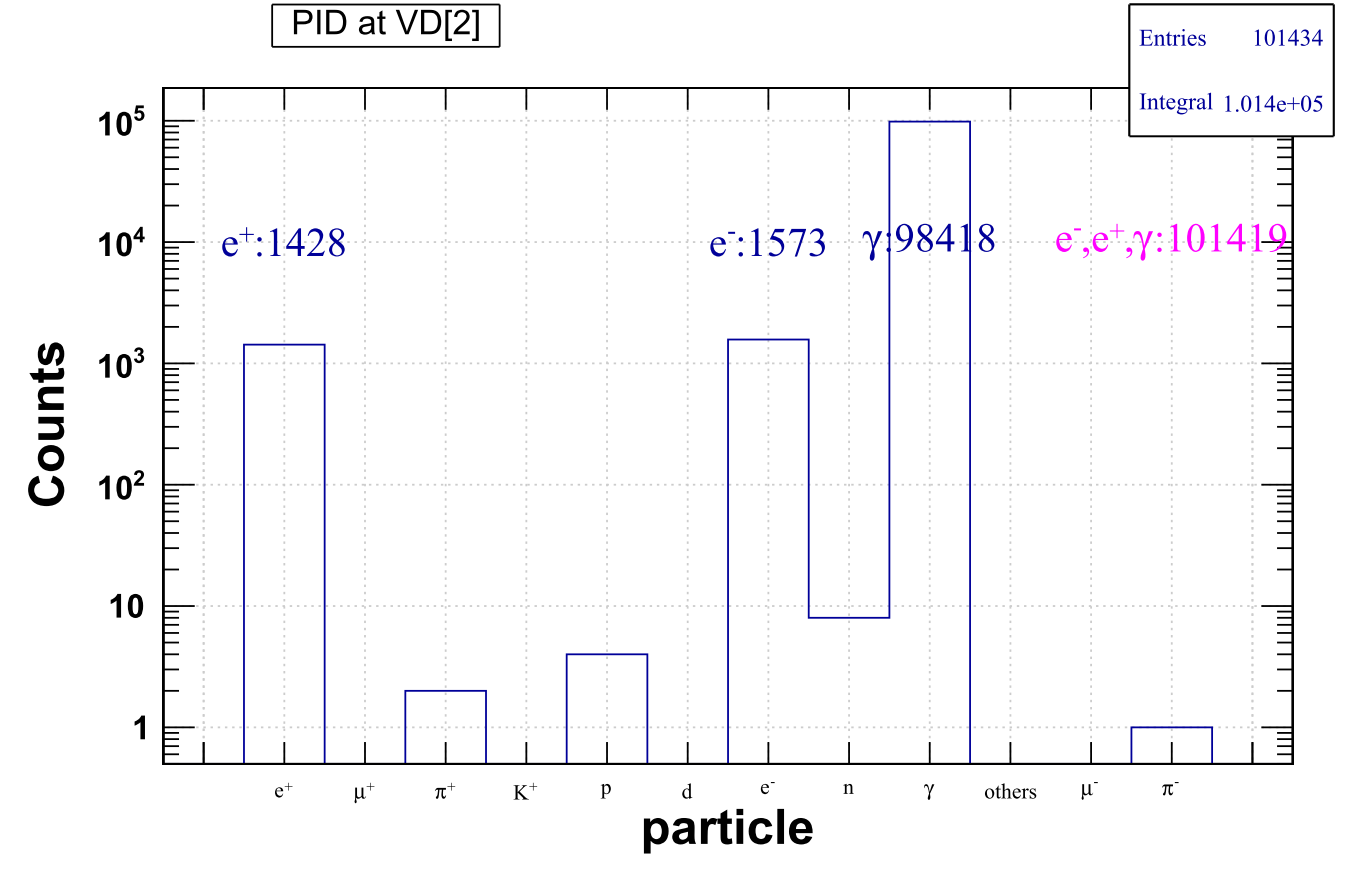 PID at VD[2]
Entries 101434
Integral 1.014e+05
10⁵
10⁴
10³
10²
10
1
Counts
e⁺:1428
e⁻:1573
γ:98418
e⁻,e⁺,γ:101419
e⁺ μ⁺ π⁺ K⁺ p d e⁻ n γ others μ⁻ π⁻
particle